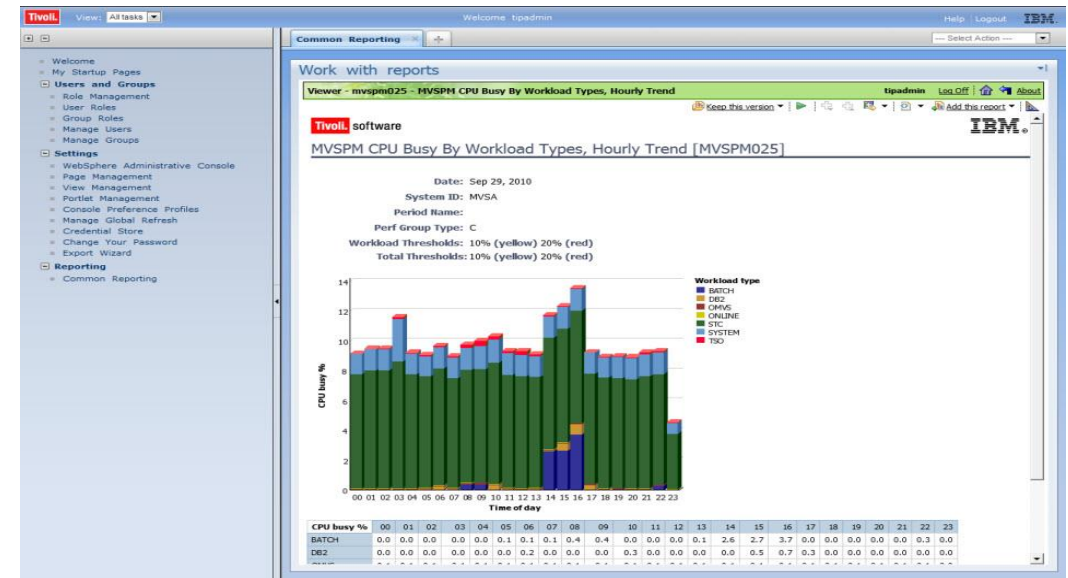 Tivoli. View: All tasks Welcome tipadmin Help Logout IBM.
Common Reporting --- Select Action ---
Welcome
My Startup Pages
Users and Groups
Role Management
User Roles
Group Roles
Manage Users
Manage Groups
Settings
WebSphere Administrative Console
Page Management
View Management
Portlet Management
Console Preference Profiles
Manage Global Refresh
Credential Store
Change Your Password
Export Wizard
Reporting
Common Reporting
Work with reports
Viewer - mvspm025 - MVSPM CPU Busy By Workload Types, Hourly Trend tipadmin Log Off About
Keep this version Add this report
Tivoli. software IBM.
MVSPM CPU Busy By Workload Types, Hourly Trend [MVSPM025]
Date: Sep 29, 2010
System ID: MVSA
Period Name:
Perf Group Type: C
Workload Thresholds: 10% (yellow) 20% (red)
Total Thresholds: 10% (yellow) 20% (red)
14
12
10
8
6
4
2
0
CPU busy %
00 01 02 03 04 05 06 07 08 09 10 11 12 13 14 15 16 17 18 19 20 21 22 23
Time of day
Workload type
BATCH
DB2
OMVS
ONLINE
STC
SYSTEM
TSO
CPU busy % 00 01 02 03 04 05 06 07 08 09 10 11 12 13 14 15 16 17 18 19 20 21 22 23
BATCH 0.0 0.0 0.0 0.0 0.0 0.1 0.1 0.1 0.4 0.4 0.0 0.0 0.0 0.1 2.6 2.7 3.7 0.0 0.0 0.0 0.0 0.0 0.3 0.0
DB2 0.0 0.0 0.0 0.0 0.0 0.0 0.2 0.0 0.0 0.0 0.3 0.0 0.0 0.0 0.0 0.5 0.7 0.3 0.0 0.0 0.0 0.0 0.0 0.0